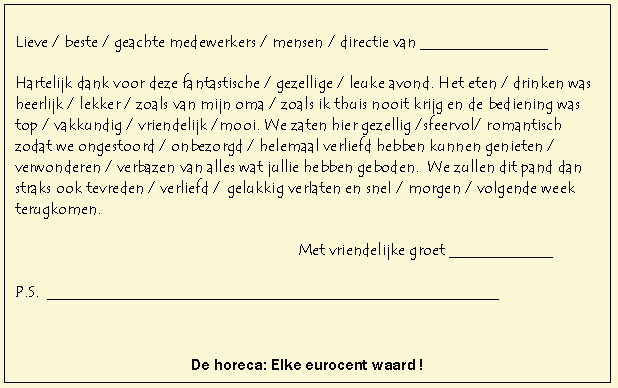 Lieve / beste / geachte medewerkers / mensen / directie van _______________
Hartelijk dank voor deze fantastische / gezellige / leuke avond. Het eten / drinken was
heerlijk / lekker / zoals van mijn oma / zoals ik thuis nooit krijg en de bediening was
top / vakkundig / vriendelijk /mooi. We zaten hier gezellig /sfeervol/ romantisch
zodat we ongestoord / onbezorgd / helemaal verliefd hebben kunnen genieten /
verwonderen / verbazen van alles wat jullie hebben geboden. We zullen dit pand dan
straks ook tevreden / verliefd / gelukkig verlaten en snel / morgen / volgende week
terugkomen.
Met vriendelijke groet ____________
P.S. _____________________________________________________
De horeca: Elke eurocent waard !